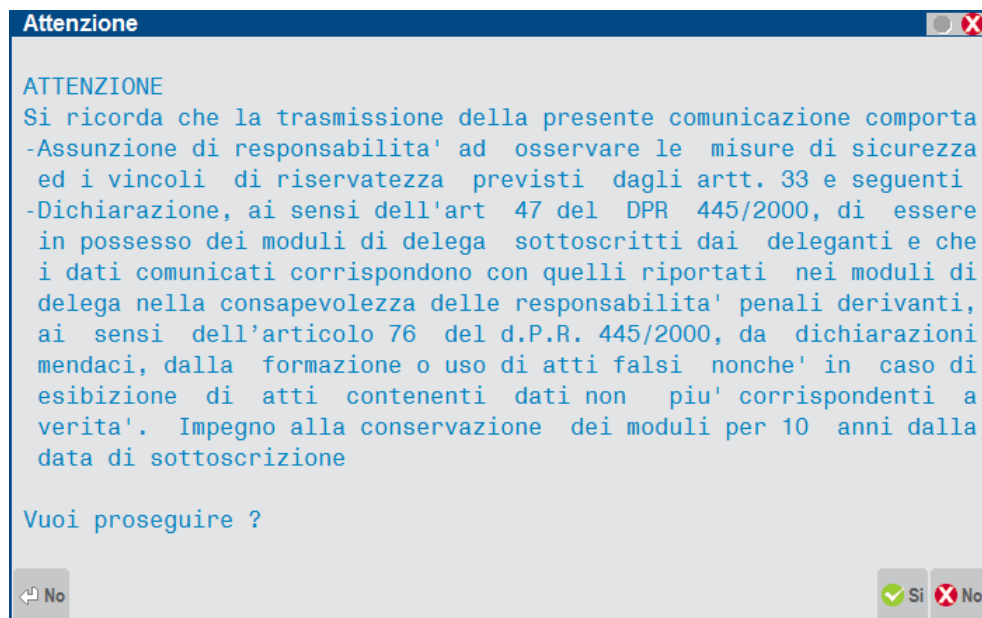 Attenzione
ATTENZIONE
Si ricorda che la trasmissione della presente comunicazione comporta
-Assunzione di responsabilita' ad osservare le misure di sicurezza
ed i vincoli di riservatezza previsti dagli artt. 33 e seguenti
-Dichiarazione, ai sensi dell'art 47 del DPR 445/2000, di essere
in possesso dei moduli di delega sottoscritti dai deleganti e che
i dati comunicati corrispondono con quelli riportati nei moduli di
delega nella consapevolezza delle responsabilita' penali derivanti,
ai sensi dell’articolo 76 del d.P.R. 445/2000, da dichiarazioni
mendaci, dalla formazione o uso di atti falsi nonche' in caso di
esibizione di atti contenenti dati non piu' corrispondenti a
verita'. Impegno alla conservazione dei moduli per 10 anni dalla
data di sottoscrizione
Vuoi proseguire ?
No Si No